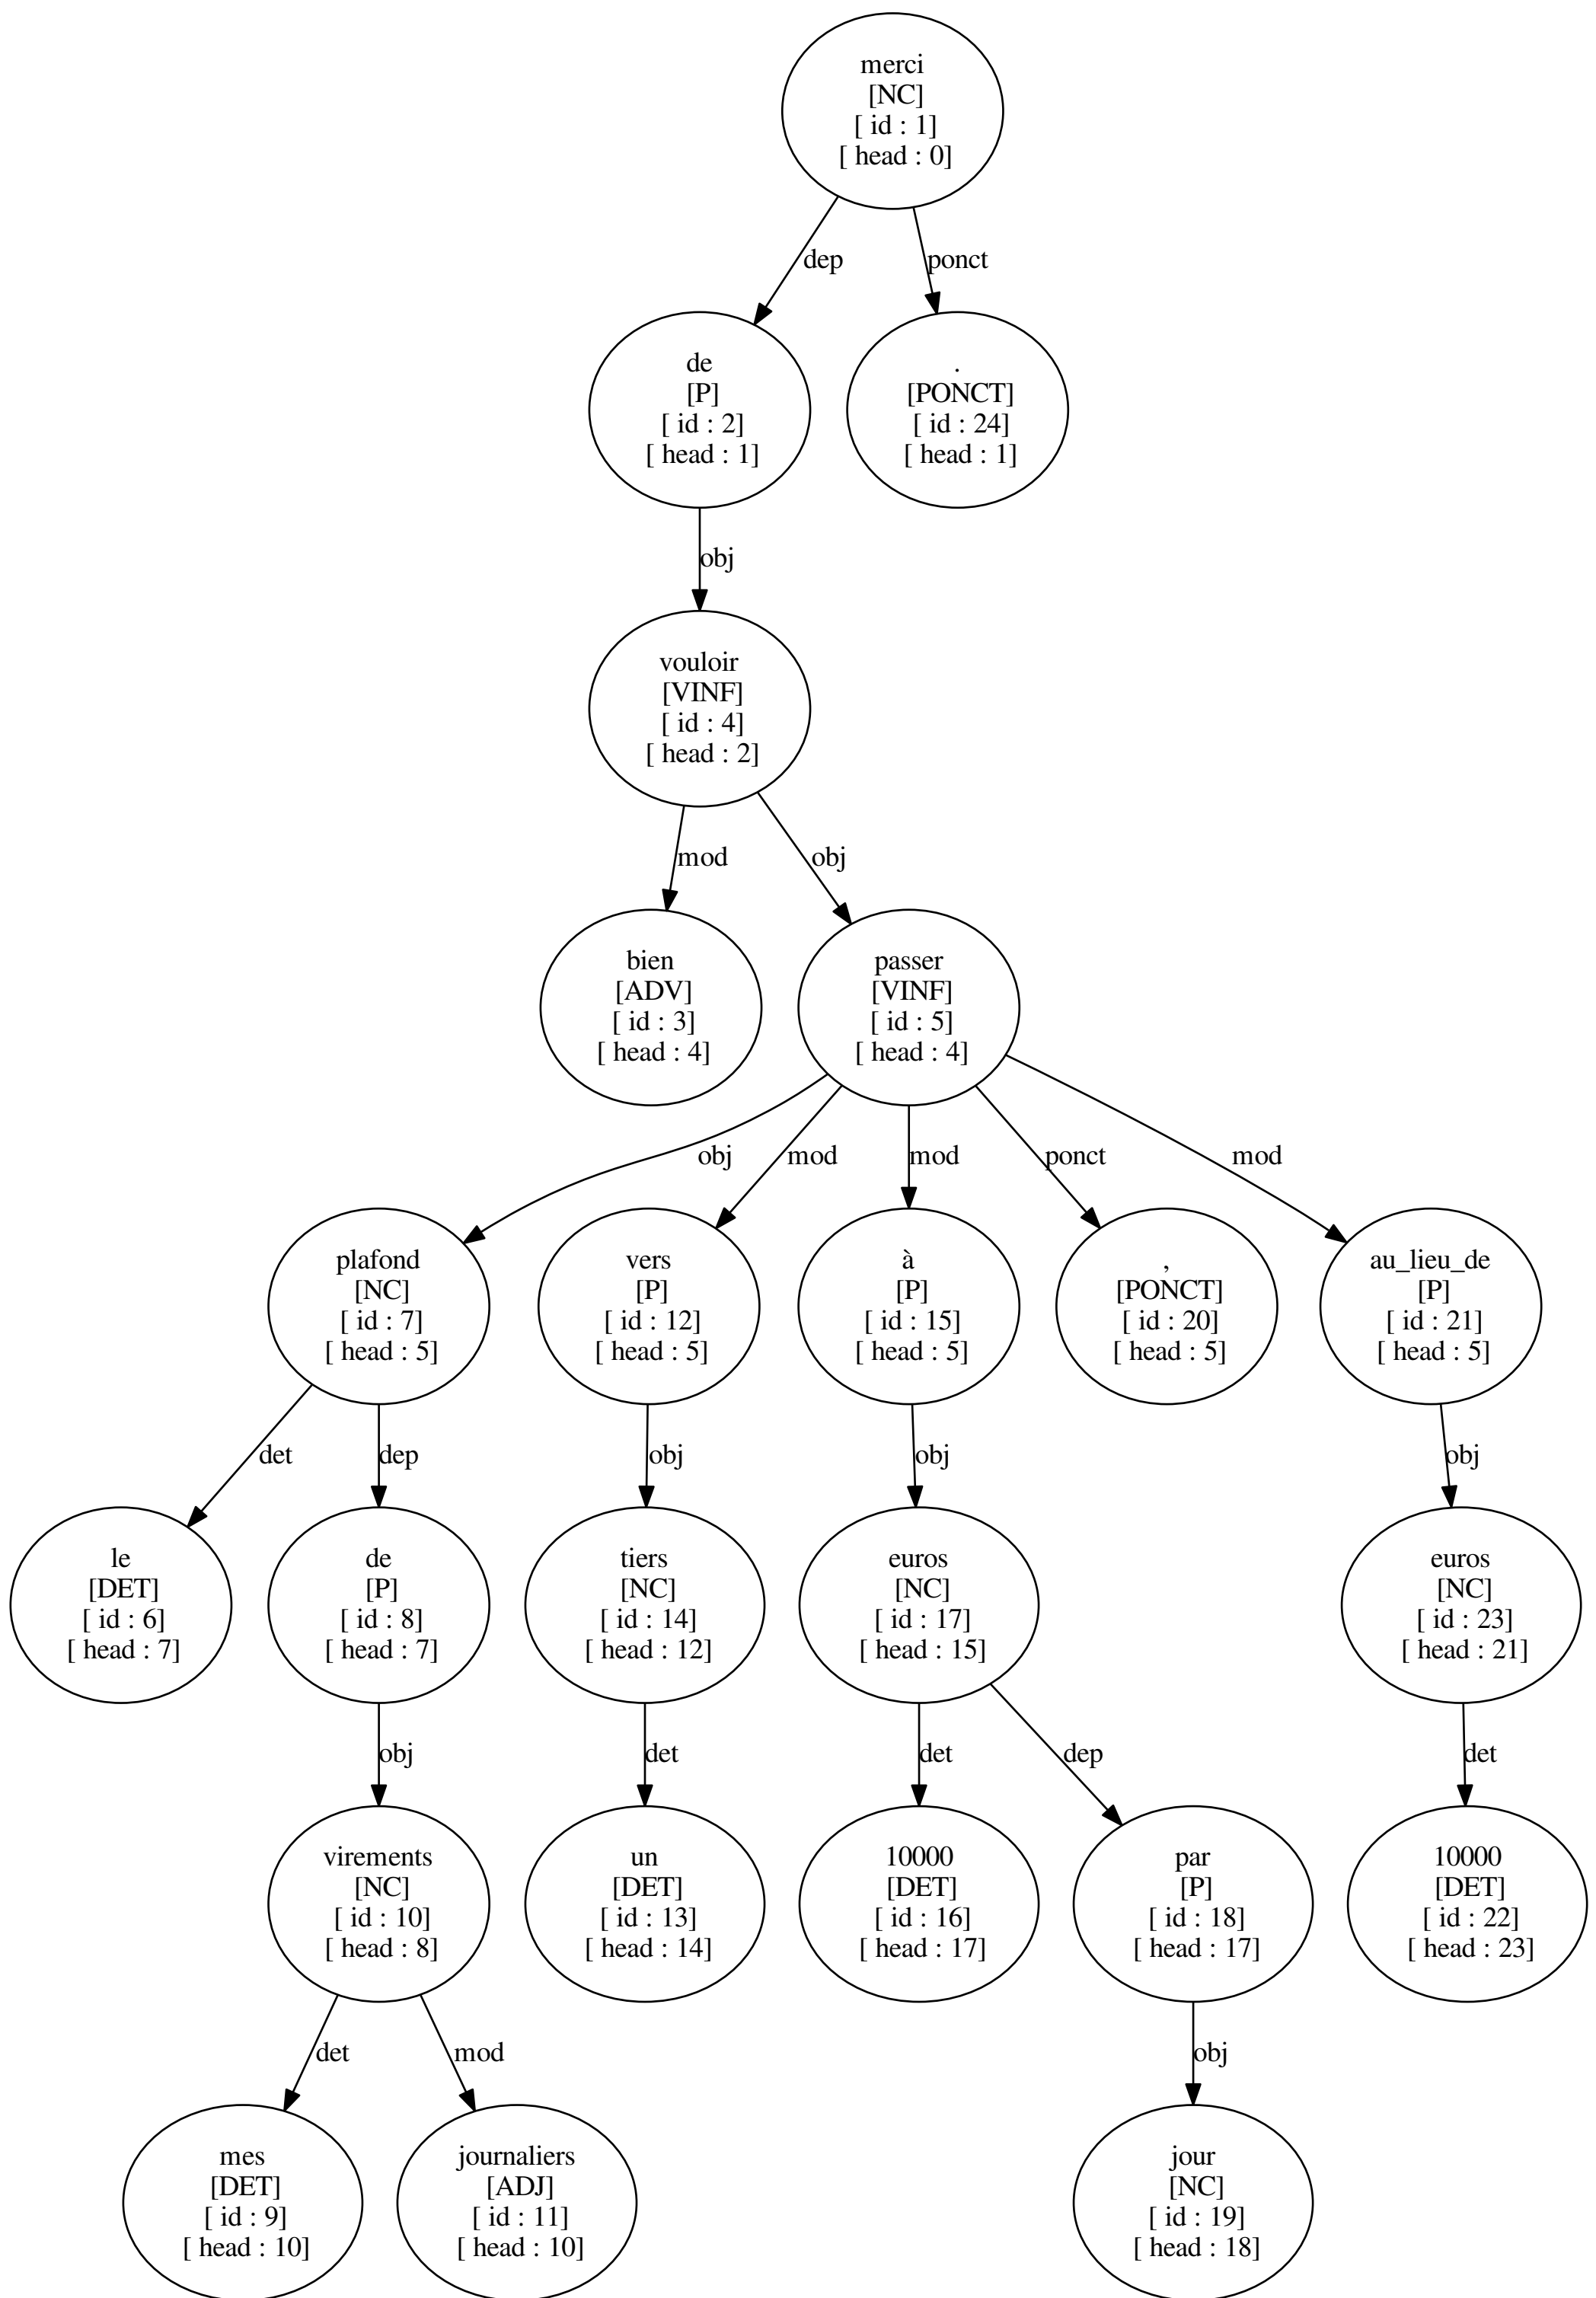 merci
[NC]
[ id : 1]
[ head : 0]
dep
ponct
de
[P]
[ id : 2]
[ head : 1]
.
[PONCT]
[ id : 24]
[ head : 1]
obj
vouloir
[VINF]
[ id : 4]
[ head : 2]
mod
obj
bien
[ADV]
[ id : 3]
[ head : 4]
passer
[VINF]
[ id : 5]
[ head : 4]
obj
mod
mod
ponct
mod
plafond
[NC]
[ id : 7]
[ head : 5]
vers
[P]
[ id : 12]
[ head : 5]
à
[P]
[ id : 15]
[ head : 5]
,
[PONCT]
[ id : 20]
[ head : 5]
au_lieu_de
[P]
[ id : 21]
[ head : 5]
det
dep
obj
obj
obj
le
[DET]
[ id : 6]
[ head : 7]
de
[P]
[ id : 8]
[ head : 7]
tiers
[NC]
[ id : 14]
[ head : 12]
euros
[NC]
[ id : 17]
[ head : 15]
euros
[NC]
[ id : 23]
[ head : 21]
obj
det
det
dep
det
virements
[NC]
[ id : 10]
[ head : 8]
un
[DET]
[ id : 13]
[ head : 14]
10000
[DET]
[ id : 16]
[ head : 17]
par
[P]
[ id : 18]
[ head : 17]
10000
[DET]
[ id : 22]
[ head : 23]
det
mod
obj
mes
[DET]
[ id : 9]
[ head : 10]
journaliers
[ADJ]
[ id : 11]
[ head : 10]
jour
[NC]
[ id : 19]
[ head : 18]